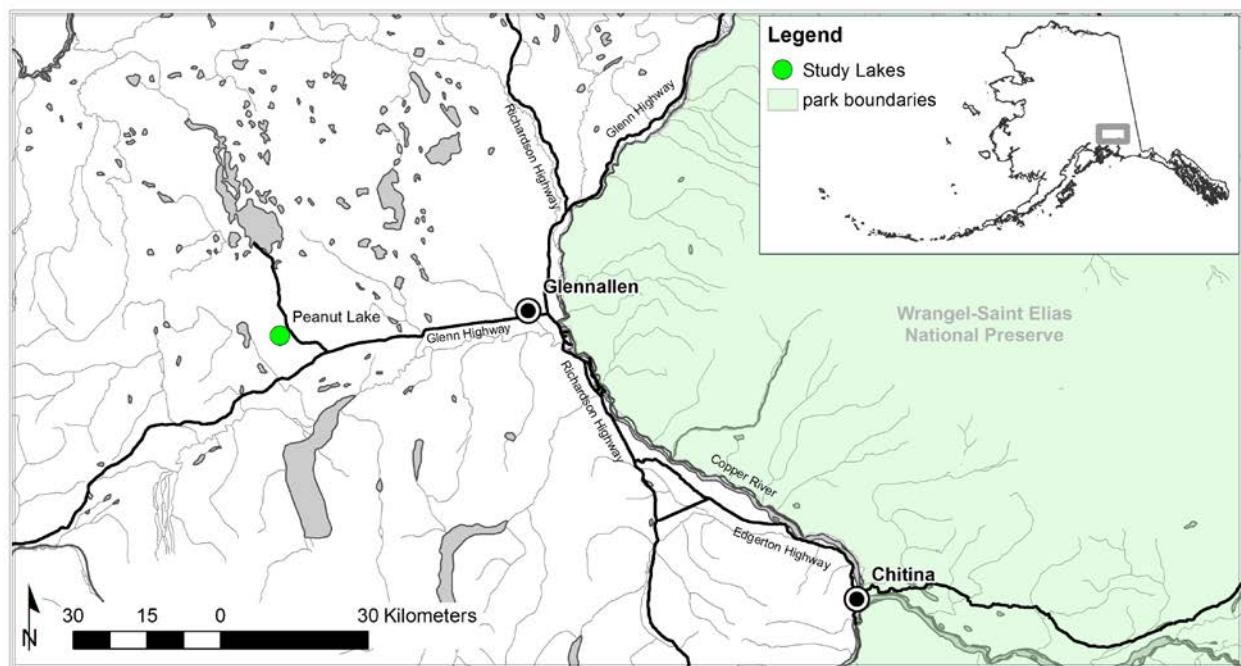 Legend
Study Lakes
park boundaries
Richardson Highway
Glenn Highway
Glennallen
Peanut Lake
Glenn Highway
Wrangel-Saint Elias
National Preserve
Richardson Highway
Copper River
Edgerton Highway
Chitina
N
30 15 0 30 Kilometers